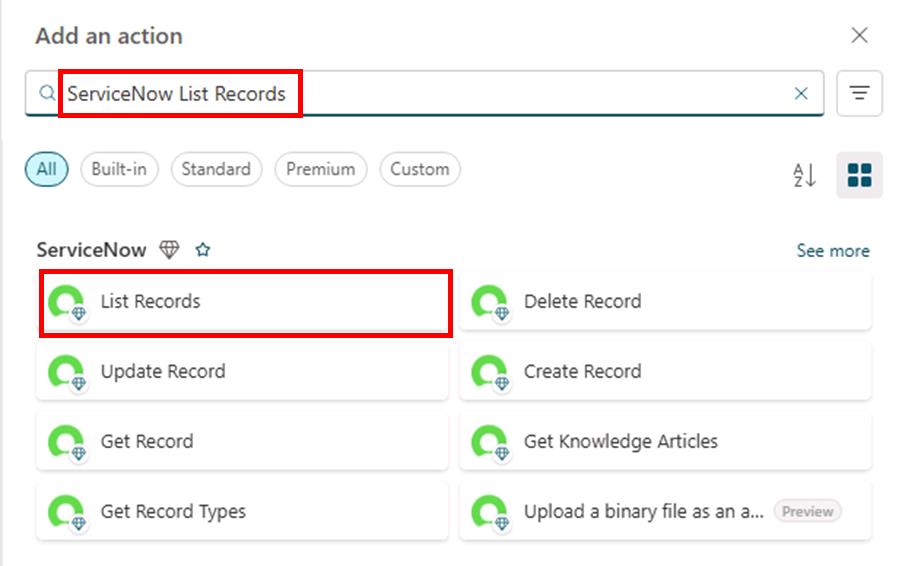 Add an action
ServiceNow List Records
All Built-in Standard Premium Custom
A
Z
ServiceNow See more
List Records Delete Record
Update Record Create Record
Get Record Get Knowledge Articles
Get Record Types Upload a binary file as an a... Preview